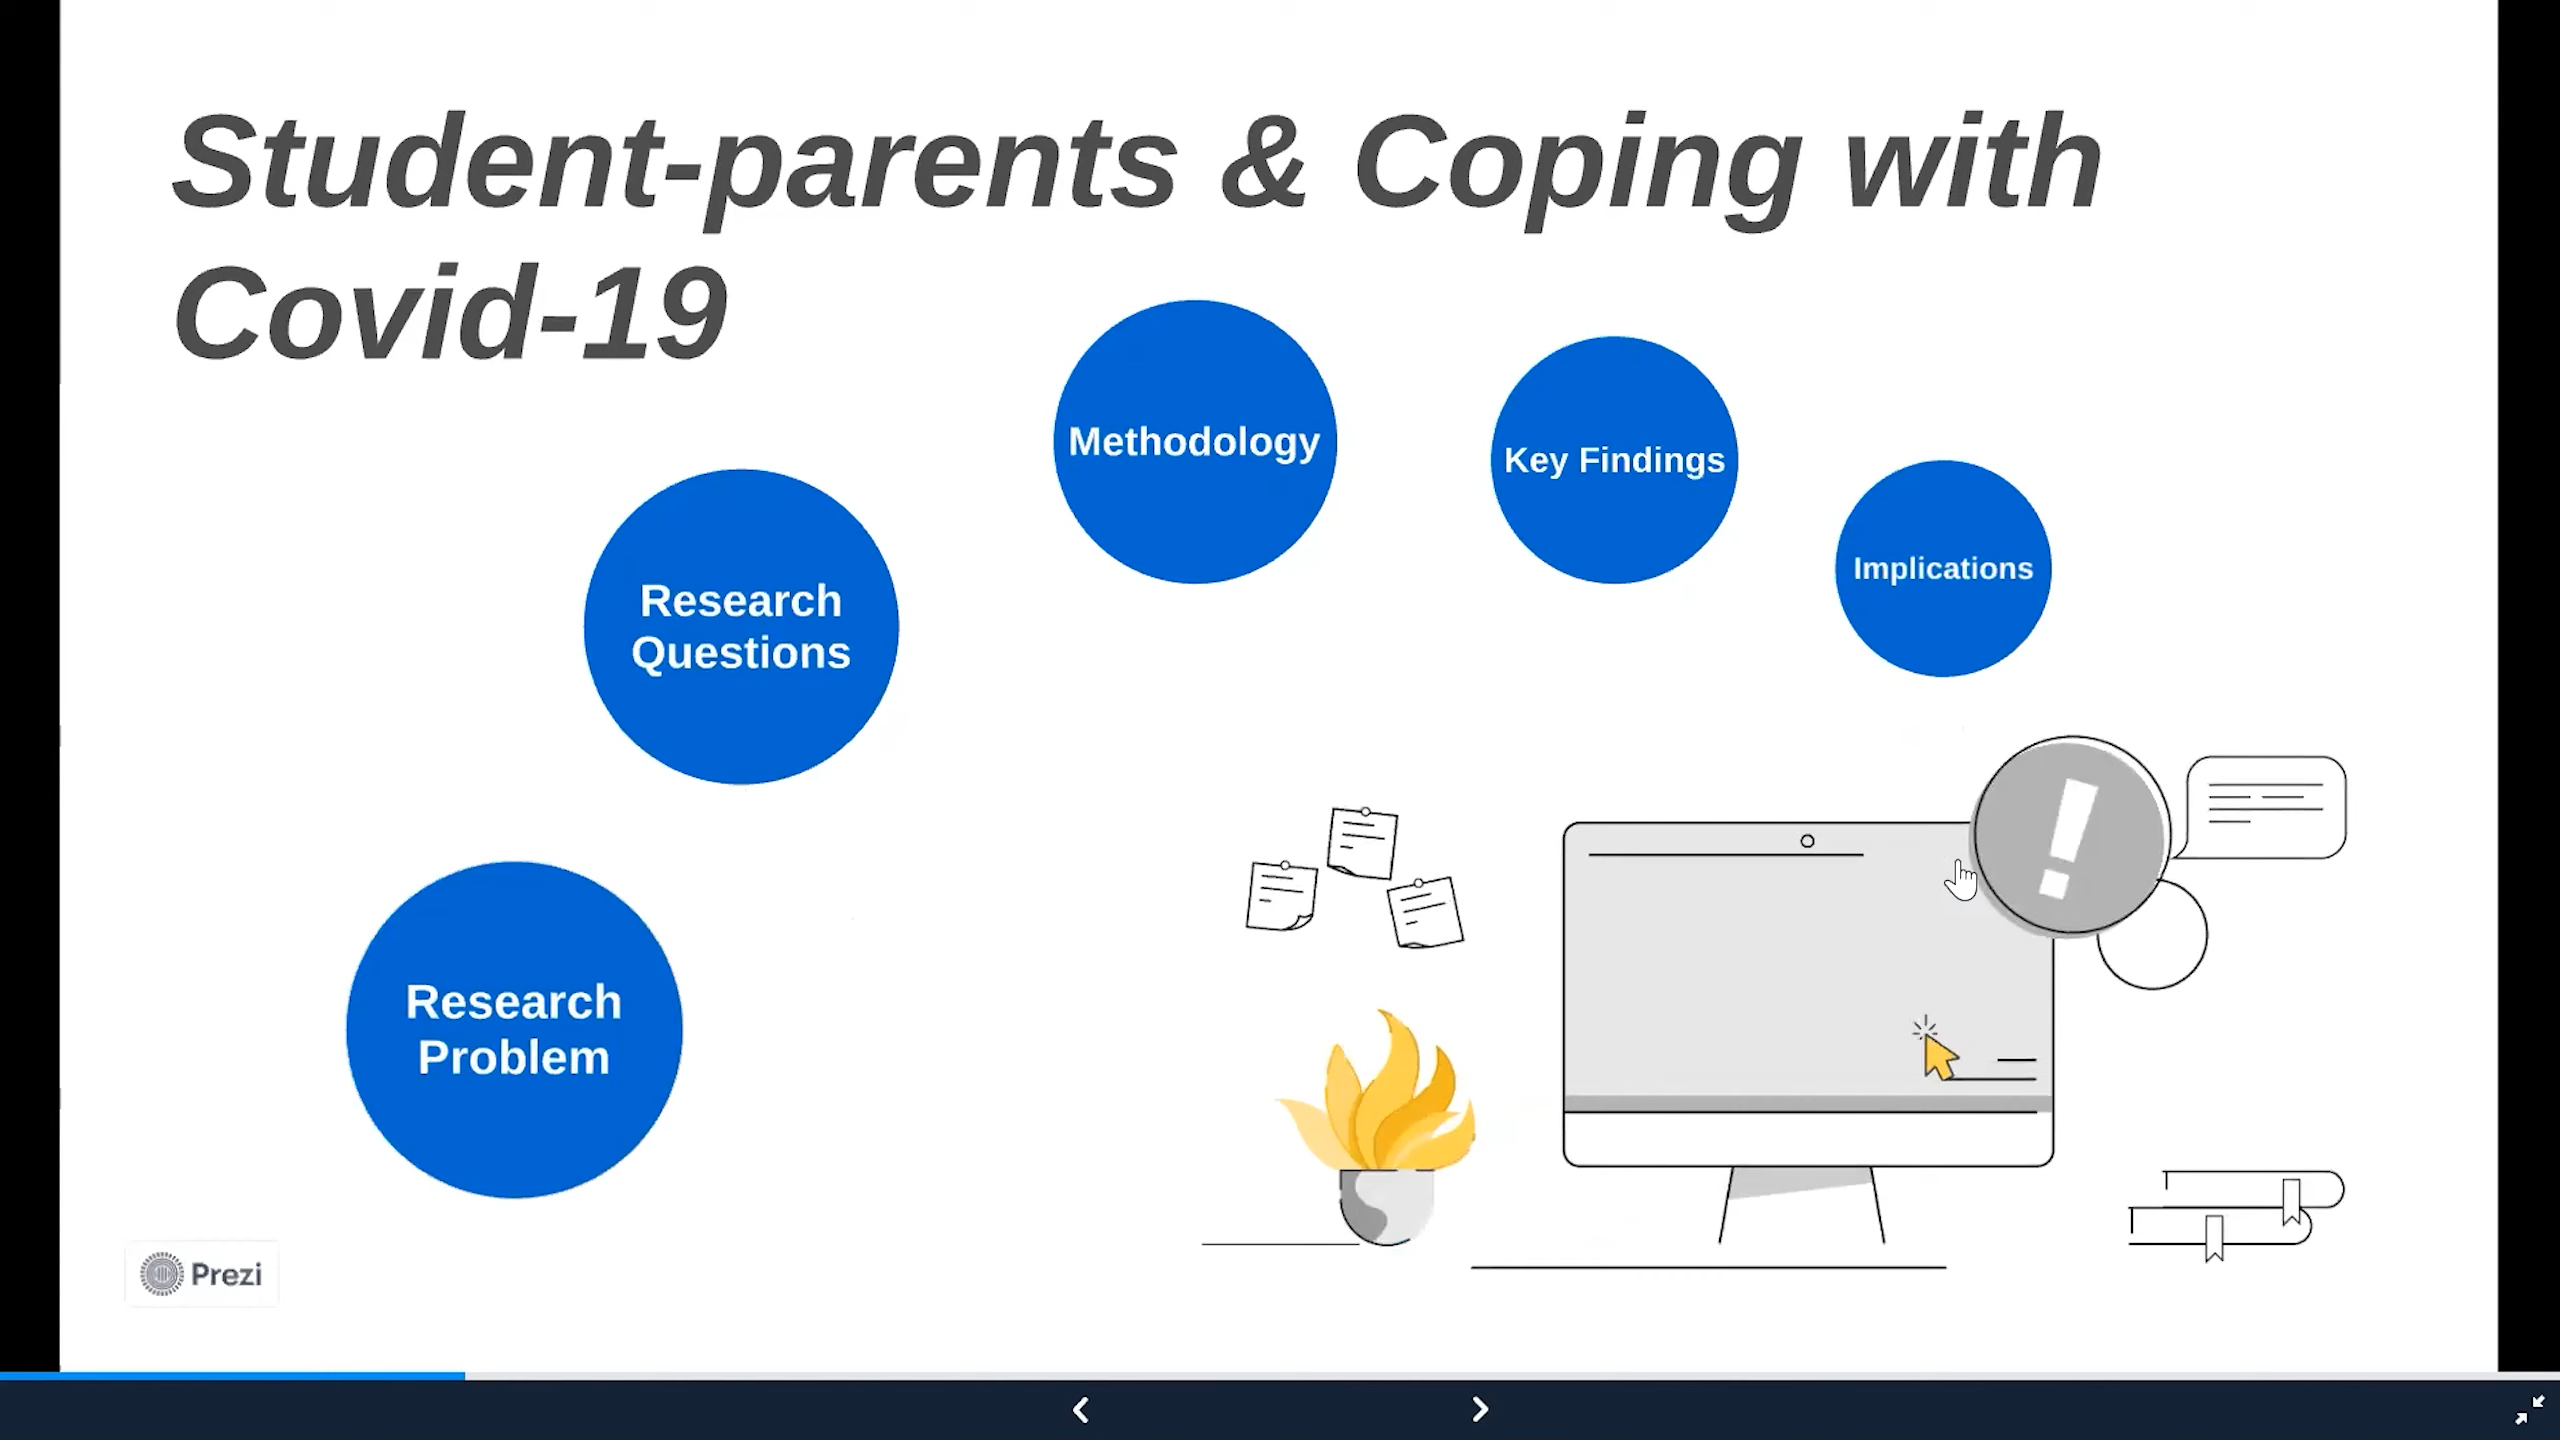 Student-parents & Coping with
Covid-19
Methodology
Key Findings
Implications
Research
Questions
Research
Problem
Prezi